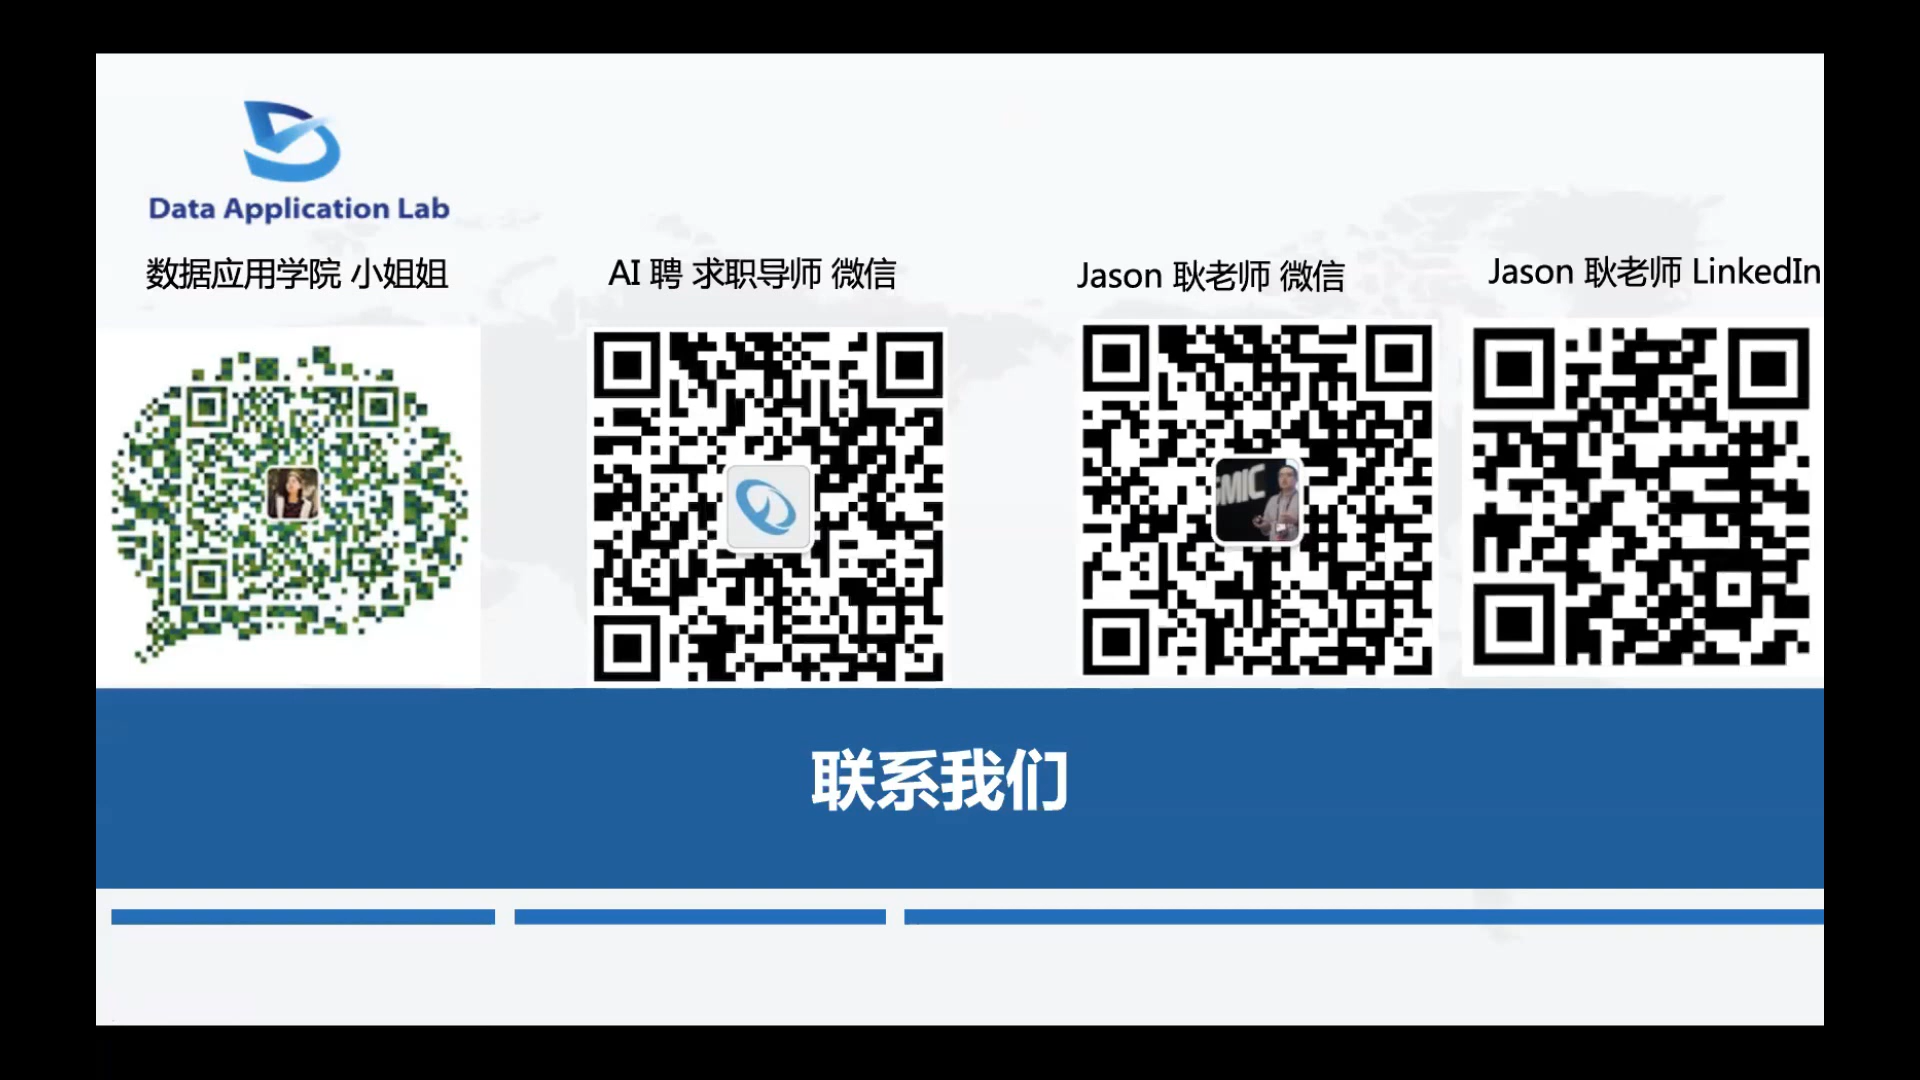 Data Application Lab
数据应用学院 小姐姐
AI 聘 求职导师 微信
Jason 耿老师 微信
Jason 耿老师 LinkedIn
GMIC
联系我们